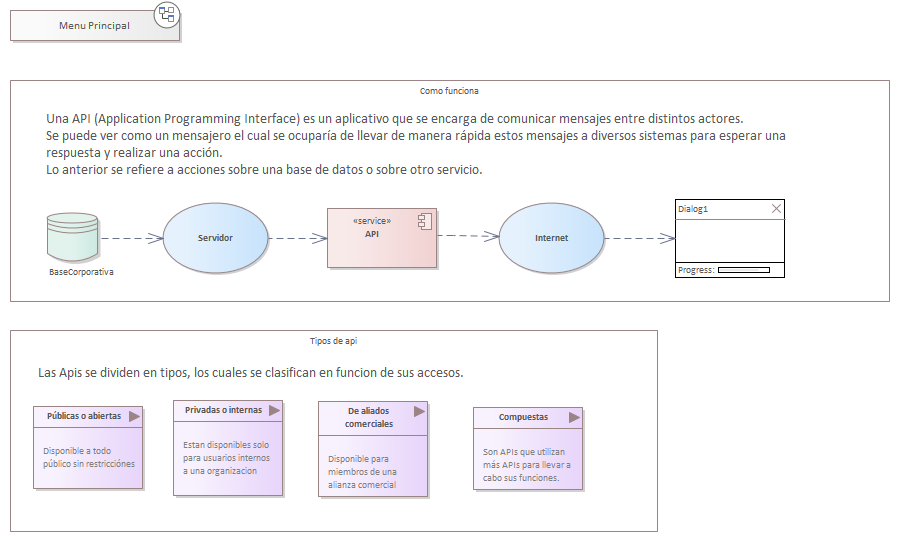 Menu Principal
Como funciona
Una API (Application Programming Interface) es un aplicativo que se encarga de comunicar mensajes entre distintos actores.
Se puede ver como un mensajero el cual se ocuparía de llevar de manera rápida estos mensajes a diversos sistemas para esperar una
respuesta y realizar una acción.
Lo anterior se refiere a acciones sobre una base de datos o sobre otro servicio.
BaseCorporativa
Servidor
«service»
API
Internet
Dialog1
Progress:
Tipos de api
Las Apis se dividen en tipos, los cuales se clasifican en funcion de sus accesos.
Públicas o abiertas
Disponible a todo
público sin restricciónes
Privadas o internas
Estan disponibles solo
para usuarios internos
a una organizacion
De aliados
comerciales
Disponible para
miembros de una
alianza comercial
Compuestas
Son APIs que utilizan
más APIs para llevar a
cabo sus funciones.